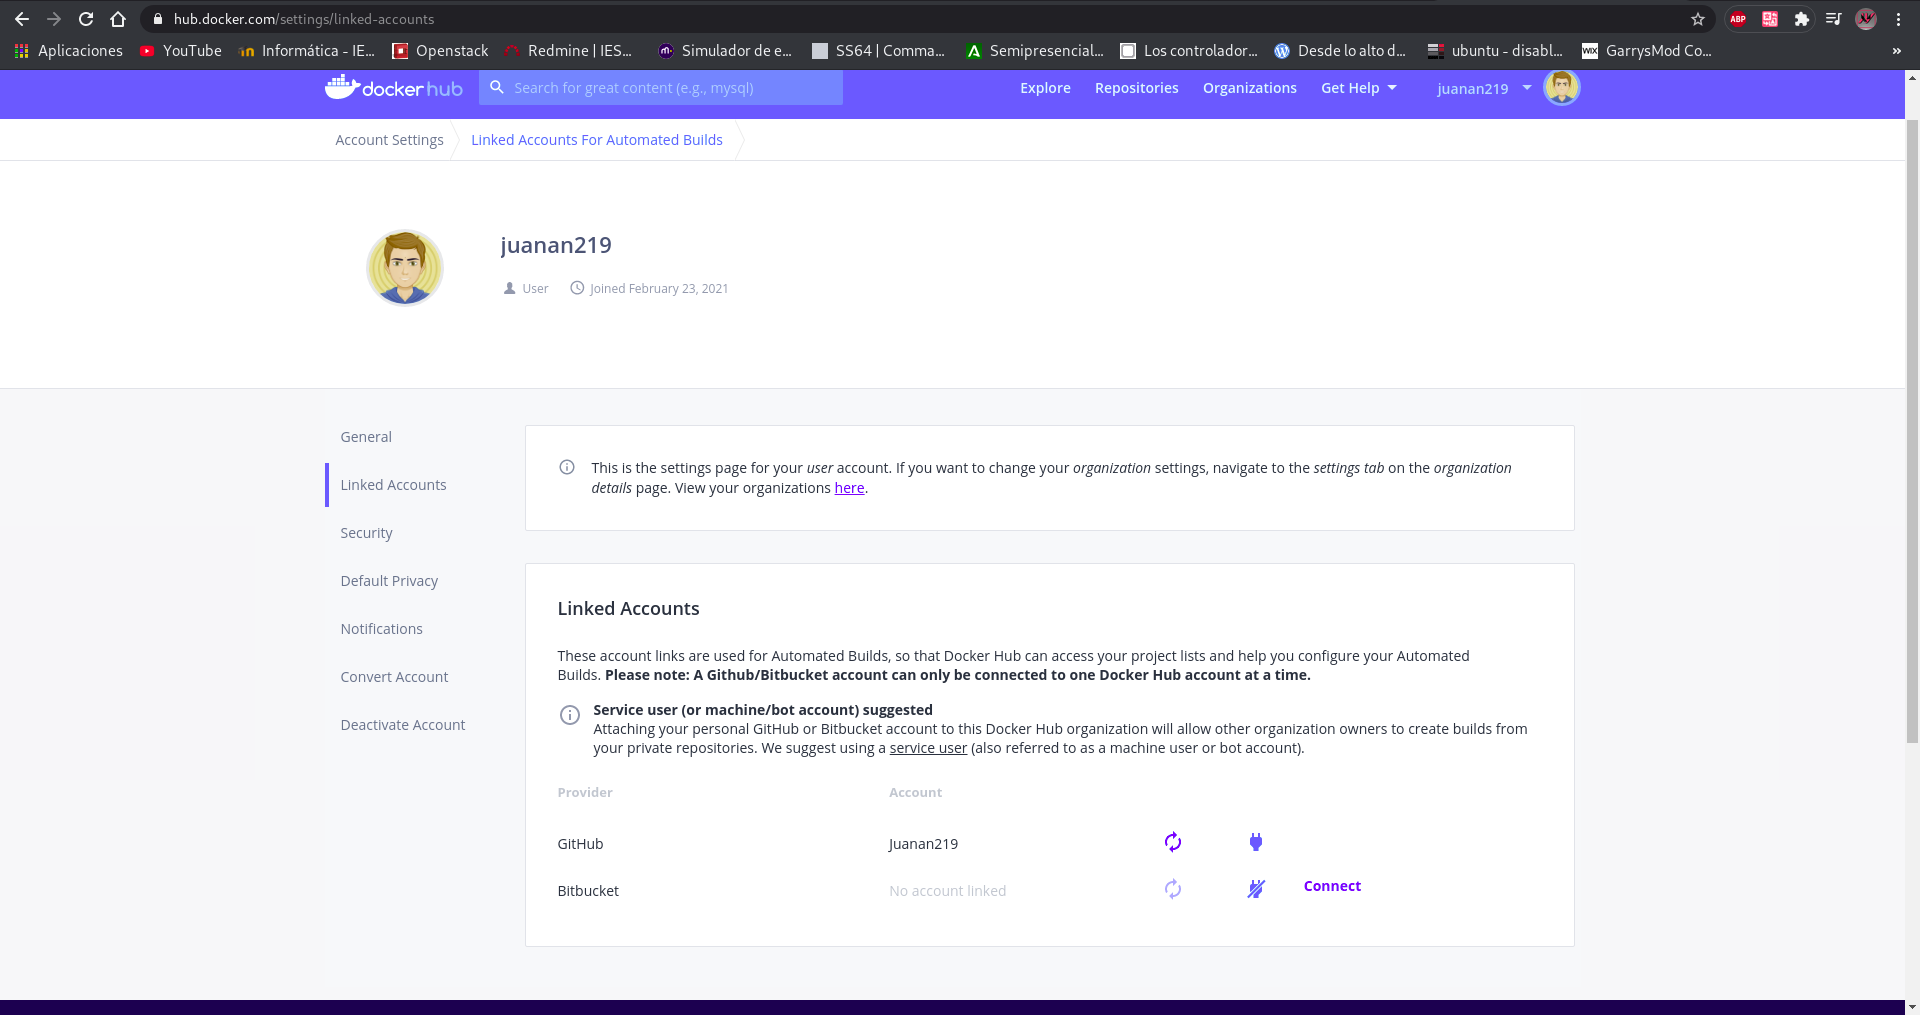 hub.docker.com/settings/linked-accounts
ABP
Aplicaciones
YouTube
Informática - IE...
Openstack
Redmine | IES...
Simulador de e...
SS64 | Comma...
Semipresencial...
Los controlador...
Desde lo alto d...
ubuntu - disabl...
WIX
GarrysMod Co...
»
docker hub
Search for great content (e.g., mysql)
Explore
Repositories
Organizations
Get Help
juanan219
Account Settings
Linked Accounts For Automated Builds
juanan219
User
Joined February 23, 2021
General
Linked Accounts
Security
Default Privacy
Notifications
Convert Account
Deactivate Account
This is the settings page for your user account. If you want to change your organization settings, navigate to the settings tab on the organization
details page. View your organizations here.
Linked Accounts
These account links are used for Automated Builds, so that Docker Hub can access your project lists and help you configure your Automated
Builds. Please note: A Github/Bitbucket account can only be connected to one Docker Hub account at a time.
Service user (or machine/bot account) suggested
Attaching your personal GitHub or Bitbucket account to this Docker Hub organization will allow other organization owners to create builds from
your private repositories. We suggest using a service user (also referred to as a machine user or bot account).
Provider
Account
GitHub
Juanan219
Bitbucket
No account linked
Connect